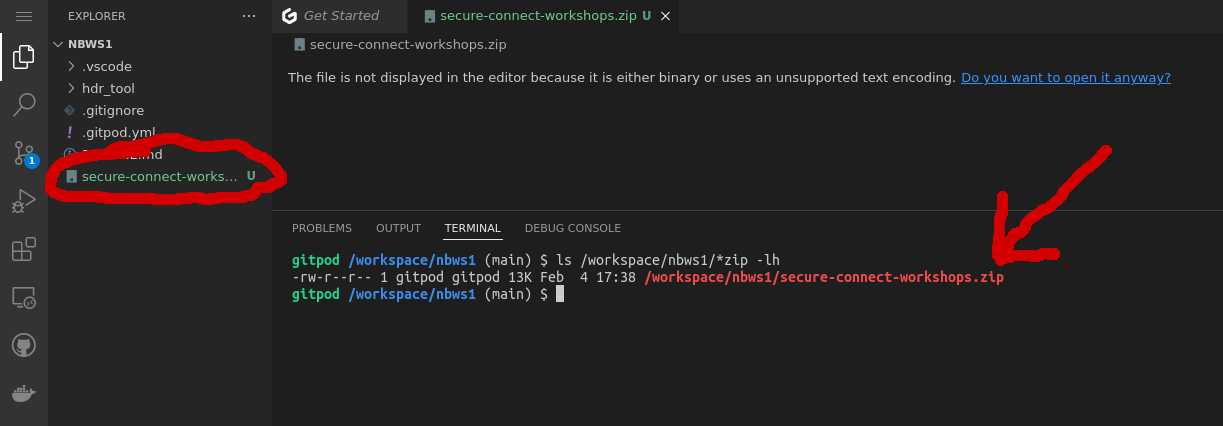 EXPLORER ...
NBWS1
.vscode
hdr_tool
.gitignore
! .gitpod.yml
secure-connect-works... U
1
Get Started
secure-connect-workshops.zip U
secure-connect-workshops.zip
The file is not displayed in the editor because it is either binary or uses an unsupported text encoding. Do you want to open it anyway?
PROBLEMS OUTPUT TERMINAL DEBUG CONSOLE
gitpod /workspace/nbws1 (main) $ ls /workspace/nbws1/*zip -lh
-rw-r--r-- 1 gitpod gitpod 13K Feb  4 17:38 /workspace/nbws1/secure-connect-workshops.zip
gitpod /workspace/nbws1 (main) $